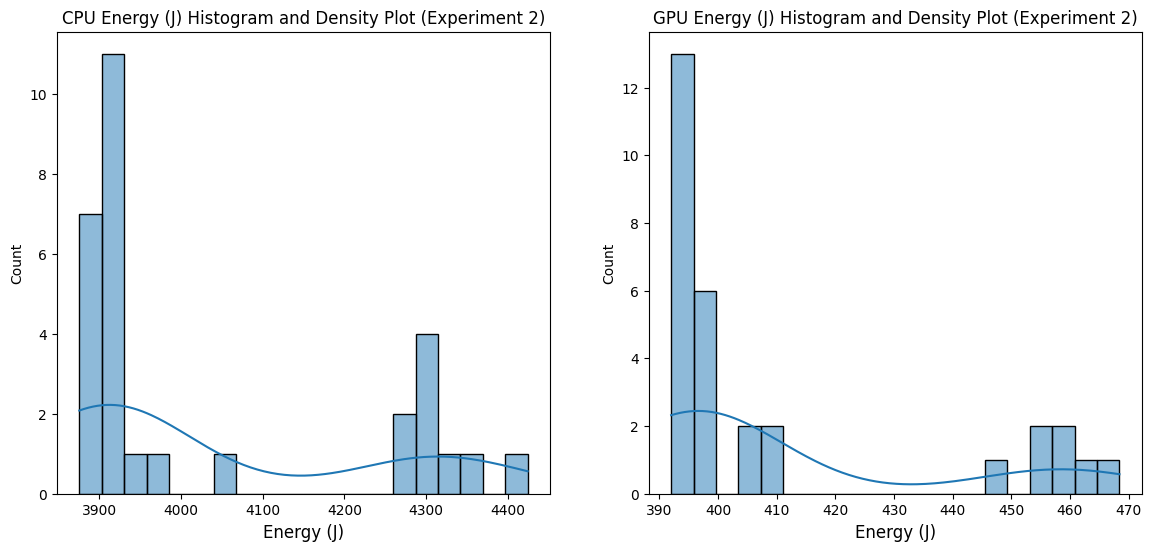 CPU Energy (J) Histogram and Density Plot (Experiment 2)
10
8
6
4
2
0
Count
3900 4000 4100 4200 4300 4400
Energy (J)
GPU Energy (J) Histogram and Density Plot (Experiment 2)
12
10
8
6
4
2
0
Count
390 400 410 420 430 440 450 460 470
Energy (J)